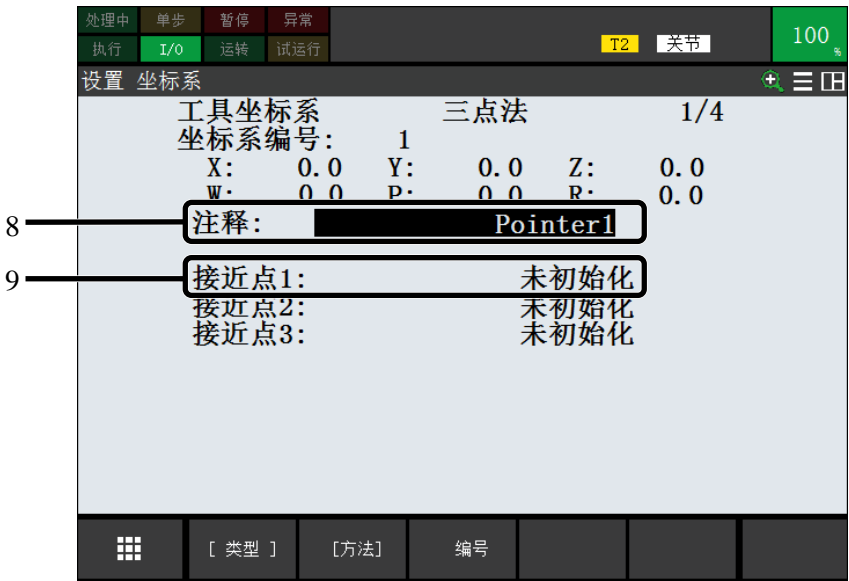 处理中 单步 暂停 异常
执行 I/O 运转 试运行 T2 关节 100 %
设置 坐标系
工具坐标系 三点法 1/4
坐标系编号: 1
X: 0.0 Y: 0.0 Z: 0.0
W: 0.0 P: 0.0 R: 0.0
8 注释: Pointer1
9 接近点1: 未初始化
接近点2: 未初始化
接近点3: 未初始化
[ 类型 ] [方法] 编号